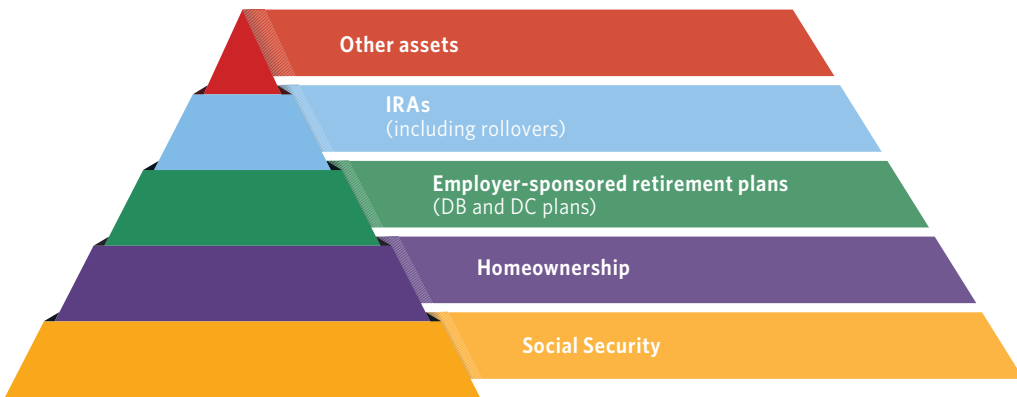 Other assets
IRAs
(including rollovers)
Employer-sponsored retirement plans
(DB and DC plans)
Homeownership
Social Security